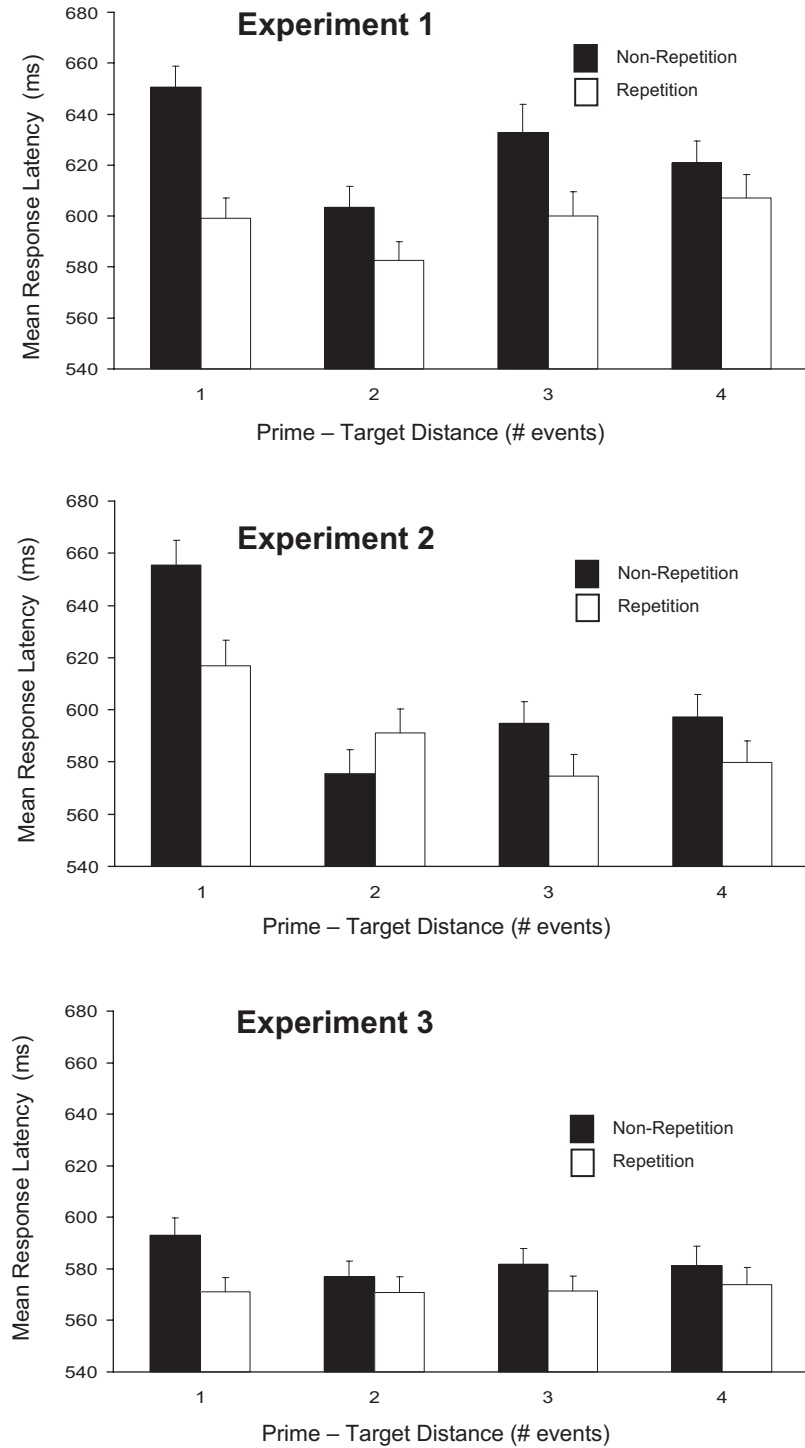 Experiment 1
Mean Response Latency (ms)
680
660
640
620
600
580
560
540
Non-Repetition
Repetition
1 2 3 4
Prime – Target Distance (# events)
Experiment 2
Mean Response Latency (ms)
680
660
640
620
600
580
560
540
Non-Repetition
Repetition
1 2 3 4
Prime – Target Distance (# events)
Experiment 3
Mean Response Latency (ms)
680
660
640
620
600
580
560
540
Non-Repetition
Repetition
1 2 3 4
Prime – Target Distance (# events)